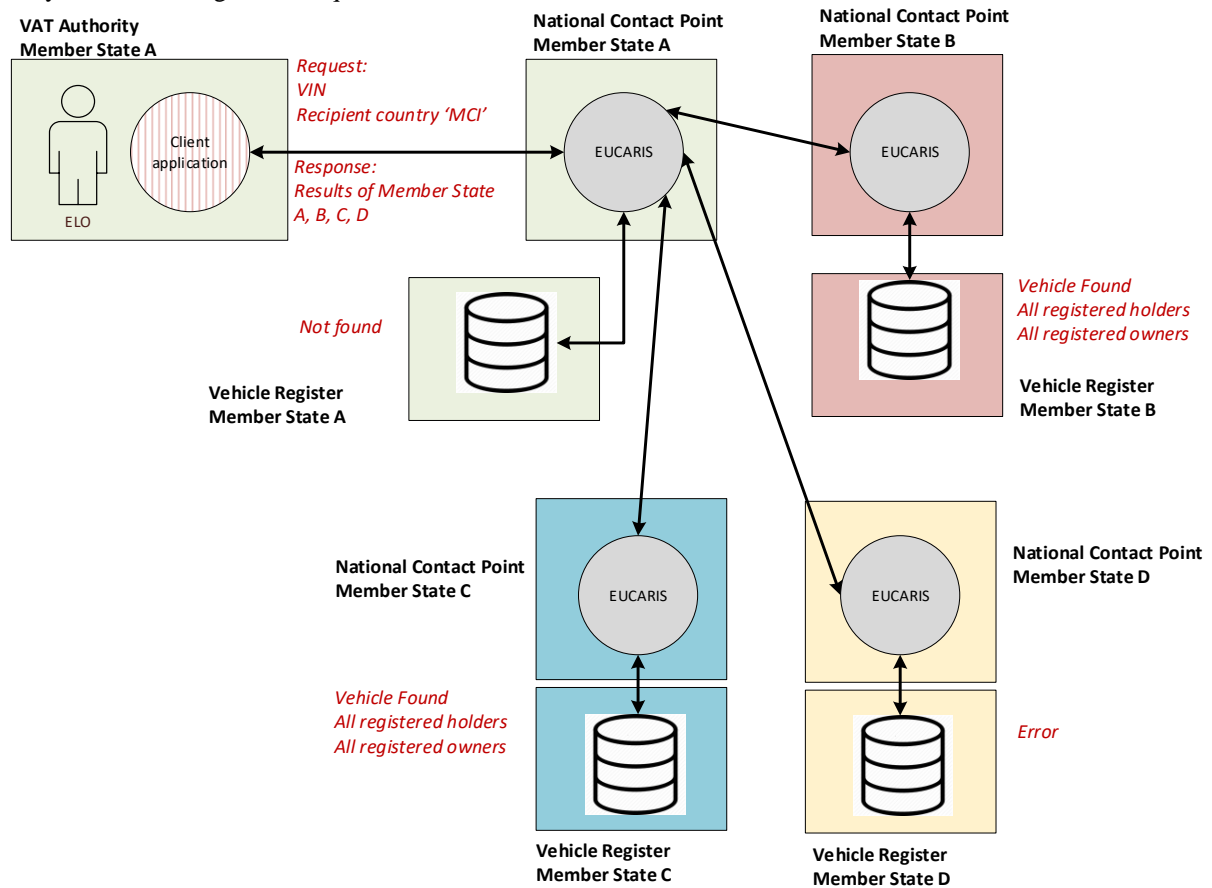 VAT Authority
Member State A
National Contact Point
Member State A
National Contact Point
Member State B
Request:
VIN
Recipient country ‘MCI’
Client
application
ELO
Response:
Results of Member State
A, B, C, D
EUCARIS
EUCARIS
Not found
Vehicle Register
Member State A
Vehicle Found
All registered holders
All registered owners
Vehicle Register
Member State B
National Contact Point
Member State C
EUCARIS
EUCARIS
National Contact Point
Member State D
Vehicle Found
All registered holders
All registered owners
Error
Vehicle Register
Member State C
Vehicle Register
Member State D